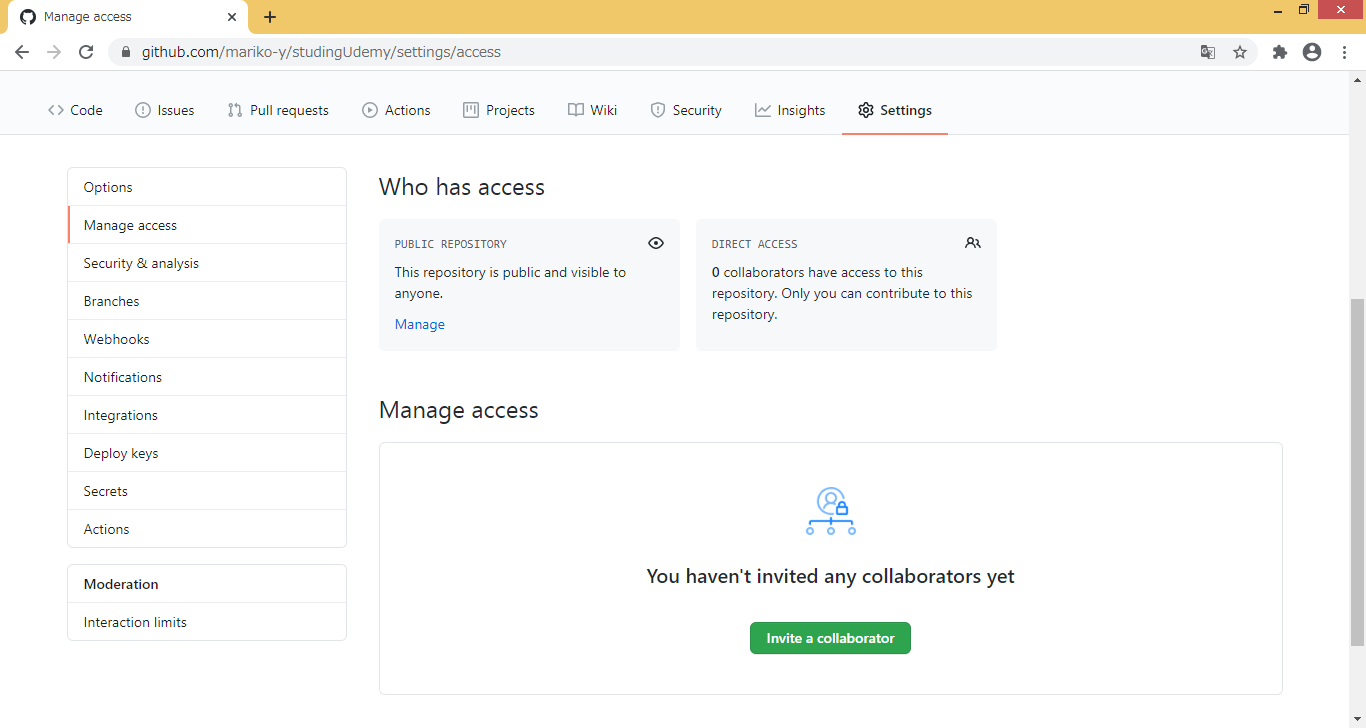 Manage access
github.com/mariko-y/studingUdemy/settings/access
Code Issues Pull requests Actions Projects Wiki Security Insights Settings
Options
Manage access
Security & analysis
Branches
Webhooks
Notifications
Integrations
Deploy keys
Secrets
Actions
Moderation
Interaction limits
Who has access
PUBLIC REPOSITORY
This repository is public and visible to
anyone.
Manage
DIRECT ACCESS
0 collaborators have access to this
repository. Only you can contribute to this
repository.
Manage access
You haven't invited any collaborators yet
Invite a collaborator